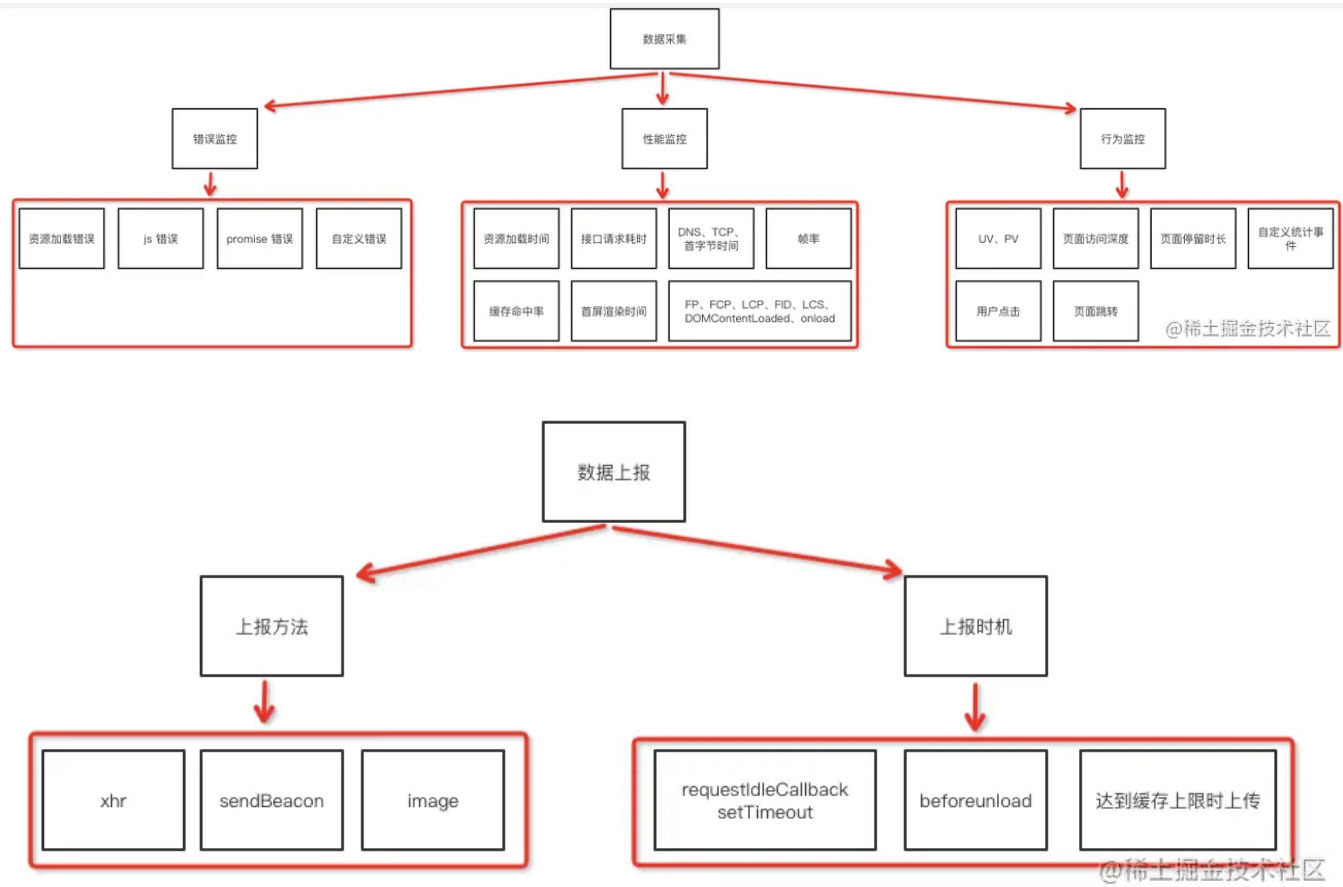 数据采集
错误监控
性能监控
行为监控
资源加载错误
js 错误
promise 错误
自定义错误
资源加载时间
接口请求耗时
DNS、TCP、
首字节时间
帧率
缓存命中率
首屏渲染时间
FP、FCP、LCP、FID、LCS、
DOMContentLoaded、onload
UV、PV
页面访问深度
页面停留时长
自定义统计事
件
用户点击
页面跳转
@稀土掘金技术社区
数据上报
上报方法
上报时机
xhr
sendBeacon
image
requestIdleCallback
setTimeout
beforeunload
达到缓存上限时上传
@稀土掘金技术社区